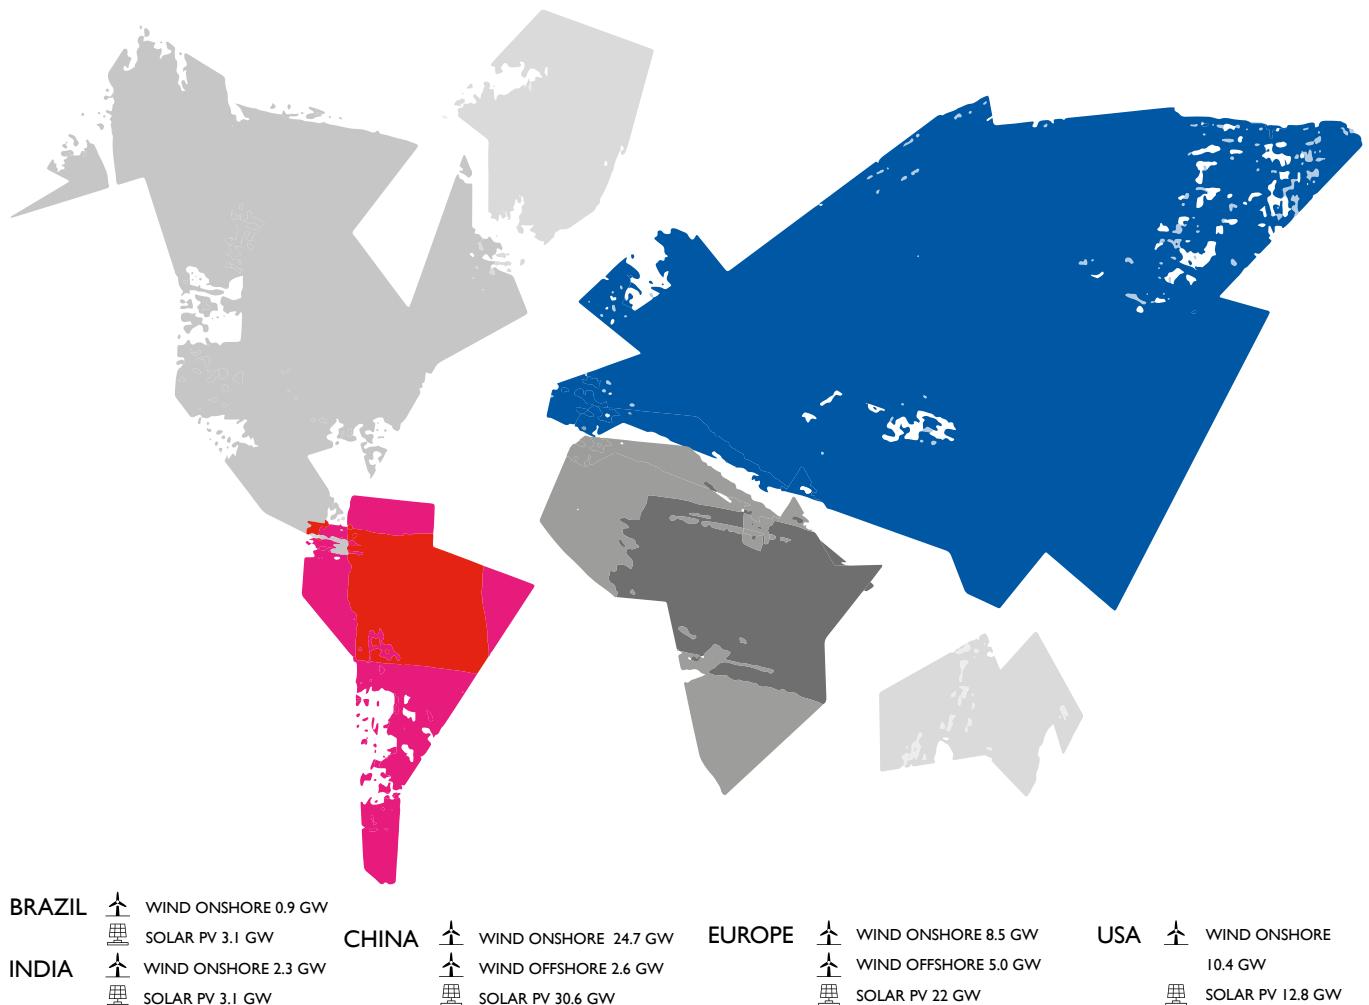 BRAZIL
WIND ONSHORE 0.9 GW
SOLAR PV 3.1 GW
INDIA
WIND ONSHORE 2.3 GW
SOLAR PV 3.1 GW
CHINA
WIND ONSHORE 24.7 GW
WIND OFFSHORE 2.6 GW
SOLAR PV 30.6 GW
EUROPE
WIND ONSHORE 8.5 GW
WIND OFFSHORE 5.0 GW
SOLAR PV 22 GW
USA
WIND ONSHORE
10.4 GW
SOLAR PV 12.8 GW